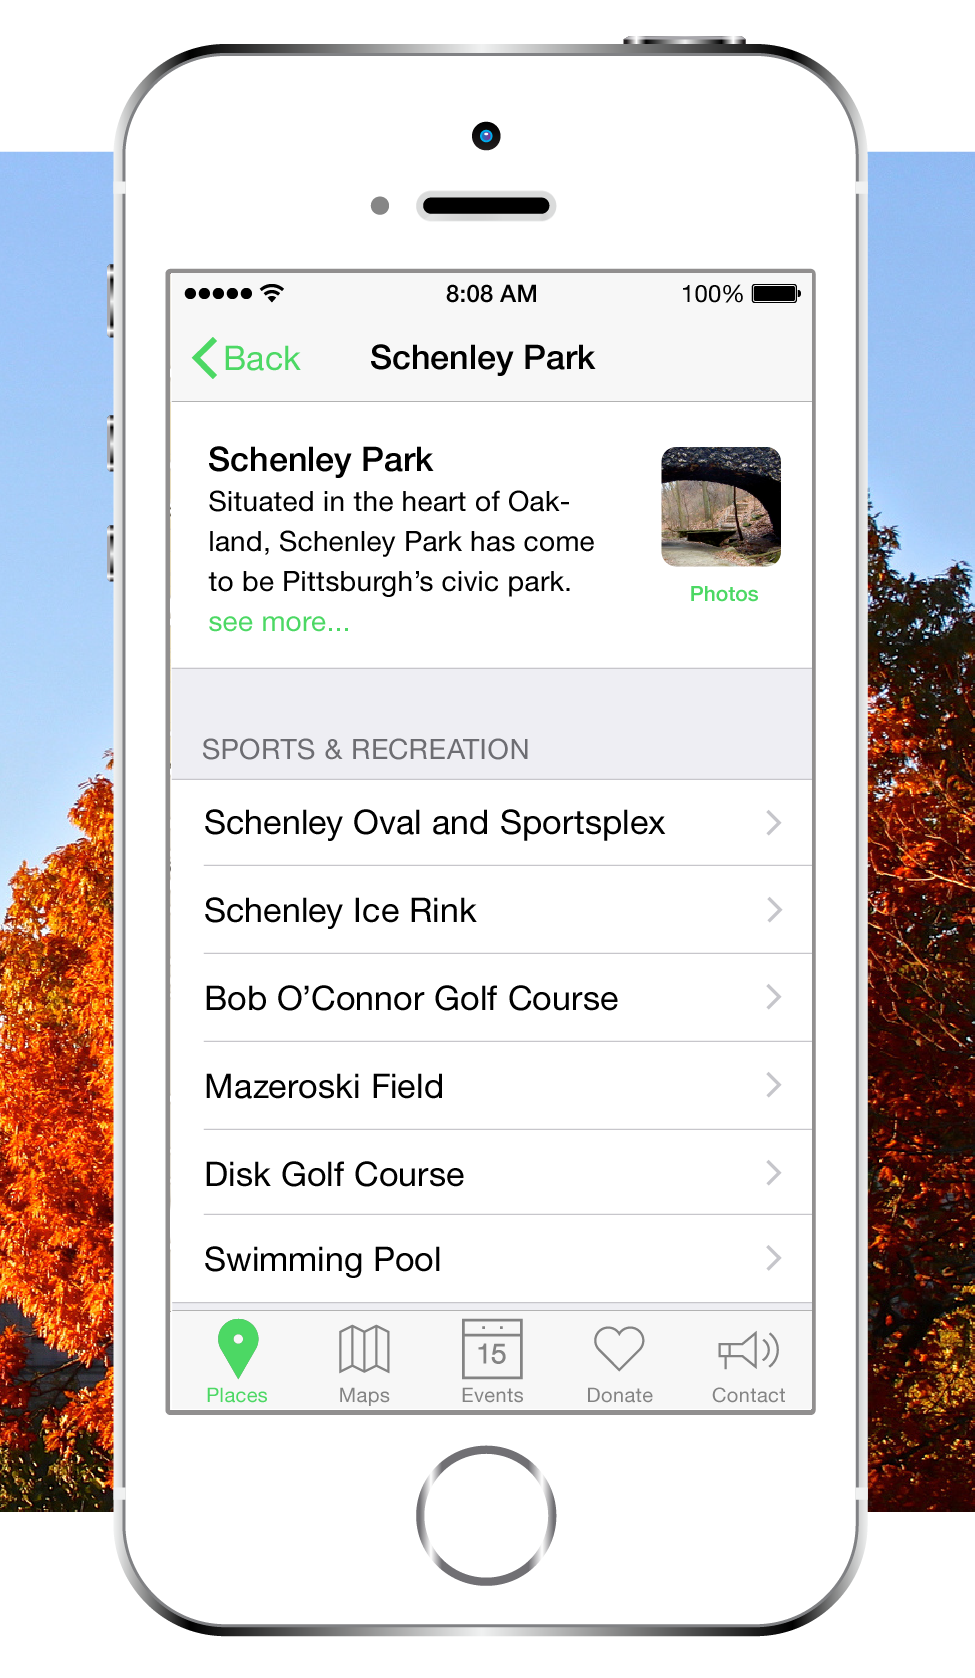 8:08 AM
100%
Back
Schenley Park
Schenley Park
Situated in the heart of Oak-
land, Schenley Park has come
to be Pittsburgh’s civic park.
see more...
Photos
SPORTS & RECREATION
Schenley Oval and Sportsplex
Schenley Ice Rink
Bob O’Connor Golf Course
Mazeroski Field
Disk Golf Course
Swimming Pool
15
Places
Maps
Events
Donate
Contact